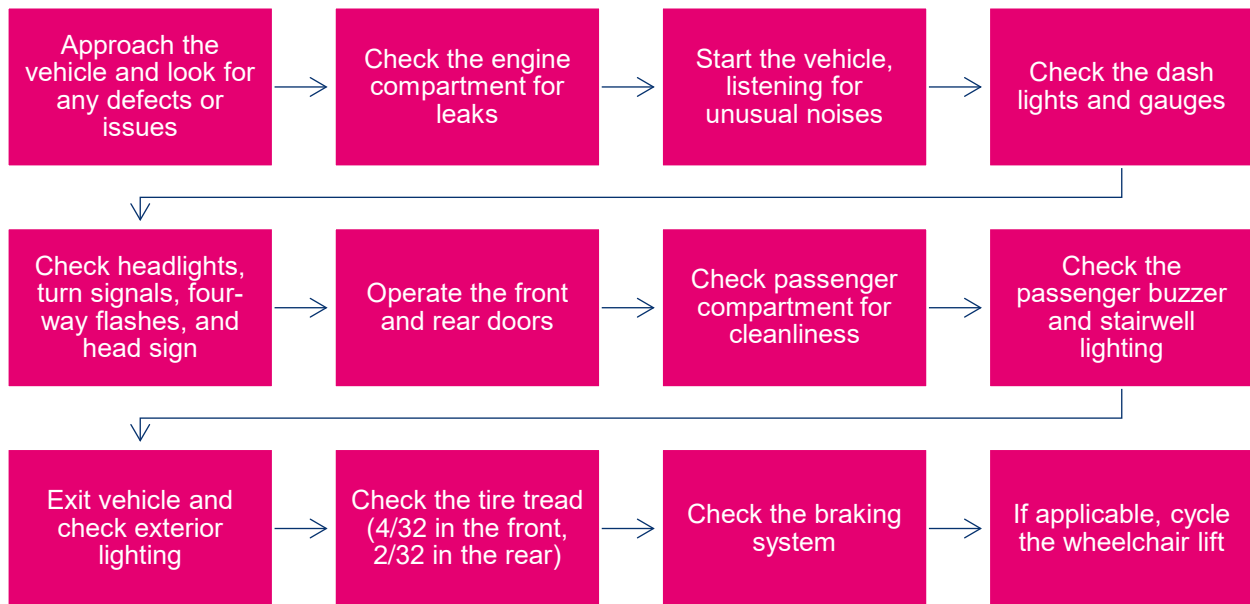 Approach the
vehicle and look for
any defects or
issues
Check the engine
compartment for
leaks
Start the vehicle,
listening for
unusual noises
Check the dash
lights and gauges
Check headlights,
turn signals, four-
way flashes, and
head sign
Operate the front
and rear doors
Check passenger
compartment for
cleanliness
Check the
passenger buzzer
and stairwell
lighting
Exit vehicle and
check exterior
lighting
Check the tire tread
(4/32 in the front,
2/32 in the rear)
Check the braking
system
If applicable, cycle
the wheelchair lift